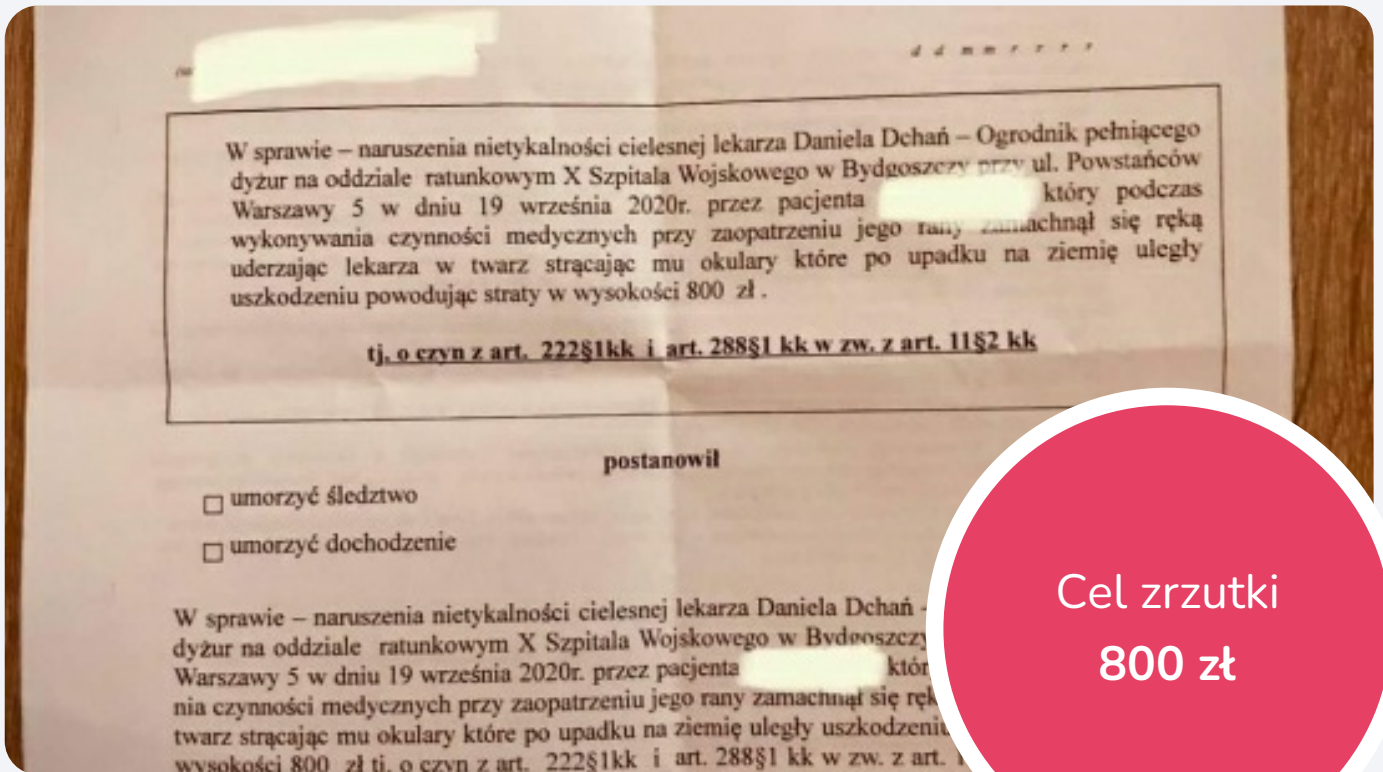 d d m m r r r r
W sprawie – naruszenia nietykalności cielesnej lekarza Daniela Dchań – Ogrodnik pełniącego
dyżur na oddziale ratunkowym X Szpitala Wojskowego w Bydgoszczy przy ul. Powstańców
Warszawy 5 w dniu 19 września 2020r. przez pacjenta który podczas
wykonywania czynności medycznych przy zaopatrzeniu jego rany zamachnął się ręką
uderzając lekarza w twarz strącając mu okulary które po upadku na ziemię uległy
uszkodzeniu powodując straty w wysokości 800 zł .
tj. o czyn z art. 222§1kk i art. 288§1 kk w zw. z art. 11§2 kk
postanowił
umorzyć śledztwo
umorzyć dochodzenie
W sprawie – naruszenia nietykalności cielesnej lekarza Daniela Dchań -
dyżur na oddziale ratunkowym X Szpitala Wojskowego w Bydgoszczy
Warszawy 5 w dniu 19 września 2020r. przez pacjenta
nia czynności medycznych przy zaopatrzeniu jego rany zamachnął się
twarz strącając mu okulary które po upadku na ziemię uległy
wysokości 800 zł tj. o czyn z art. 222§1kk i art. 288§1 kk w zw. z art.
Cel zrzutki
800 zł